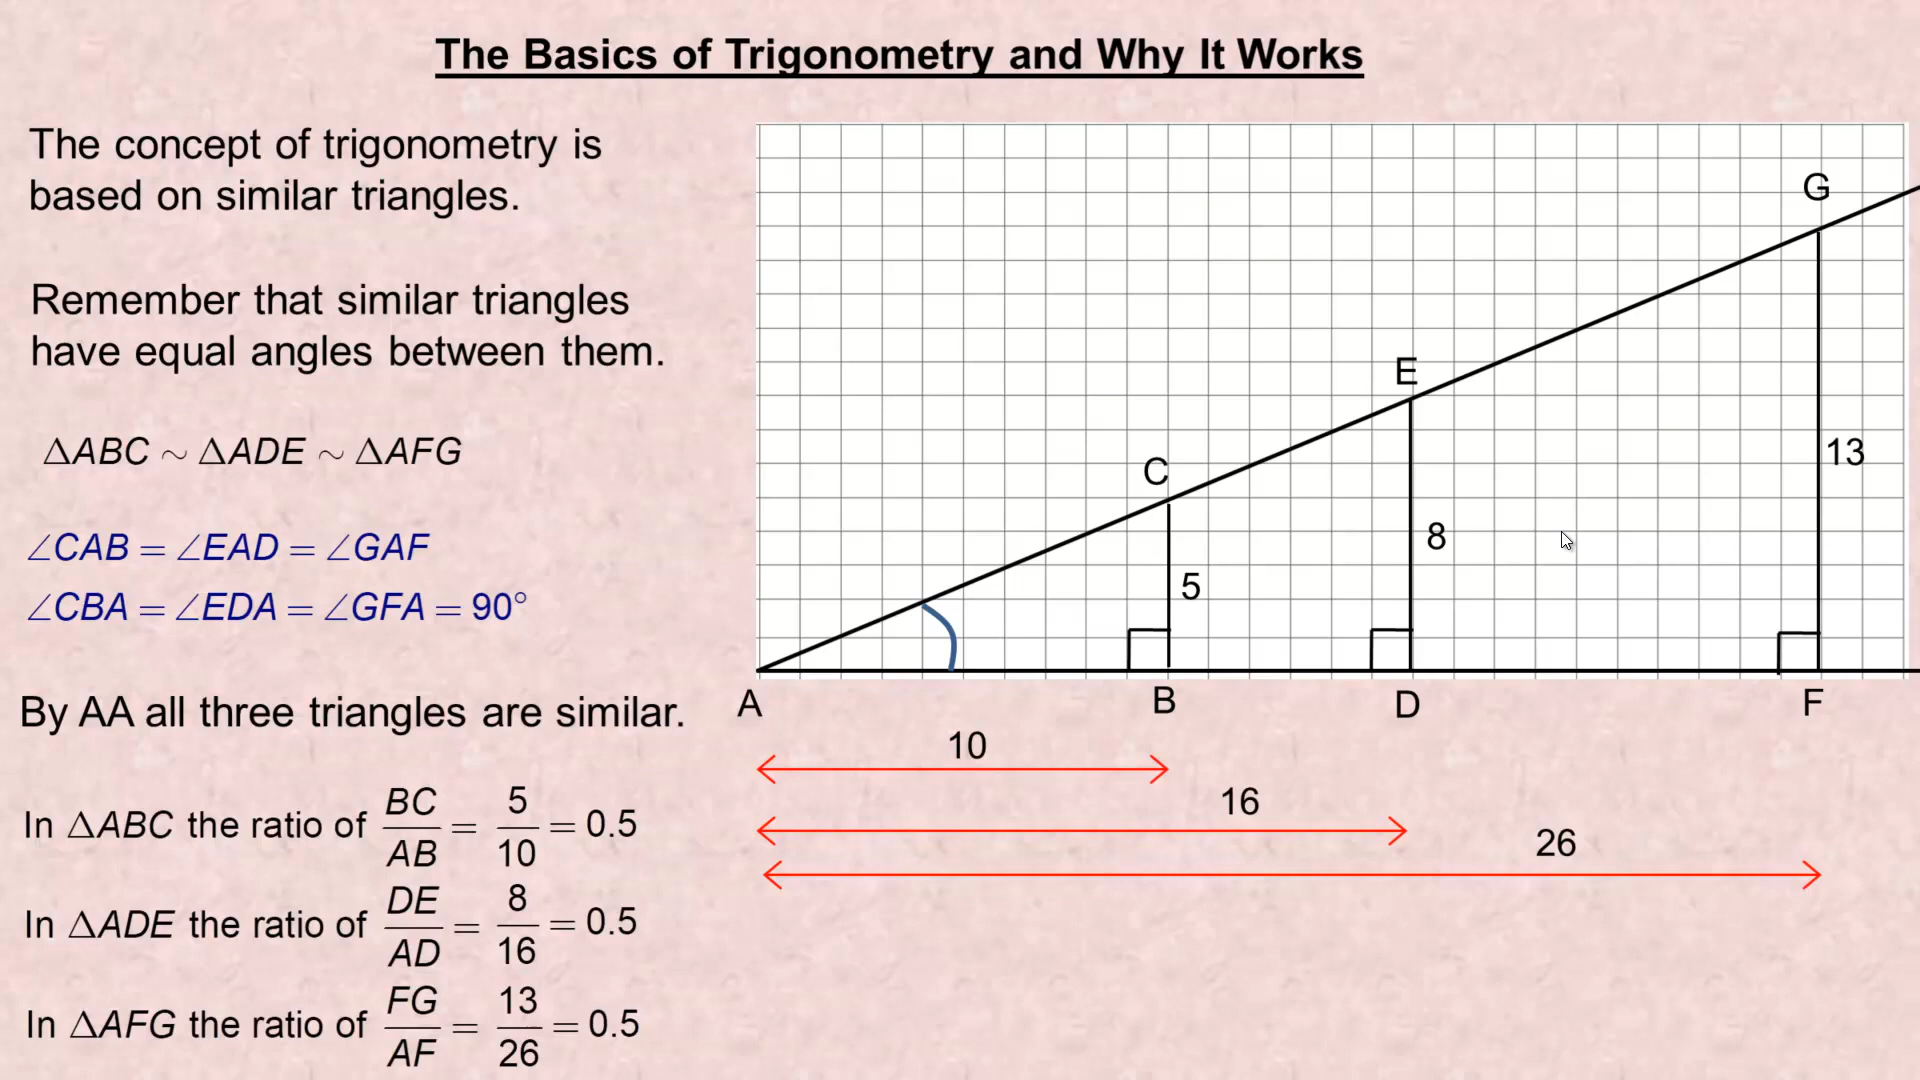 The Basics of Trigonometry and Why It Works
The concept of trigonometry is
based on similar triangles.
Remember that similar triangles
have equal angles between them.
ΔABC ~ ΔADE ~ ΔAFG
∠CAB = ∠EAD = ∠GAF
∠CBA = ∠EDA = ∠GFA = 90°
By AA all three triangles are similar.
In ΔABC the ratio of BC/AB = 5/10 = 0.5
In ΔADE the ratio of DE/AD = 8/16 = 0.5
In ΔAFG the ratio of FG/AF = 13/26 = 0.5
G
E
13
C
8
5
A B D F
10
16
26